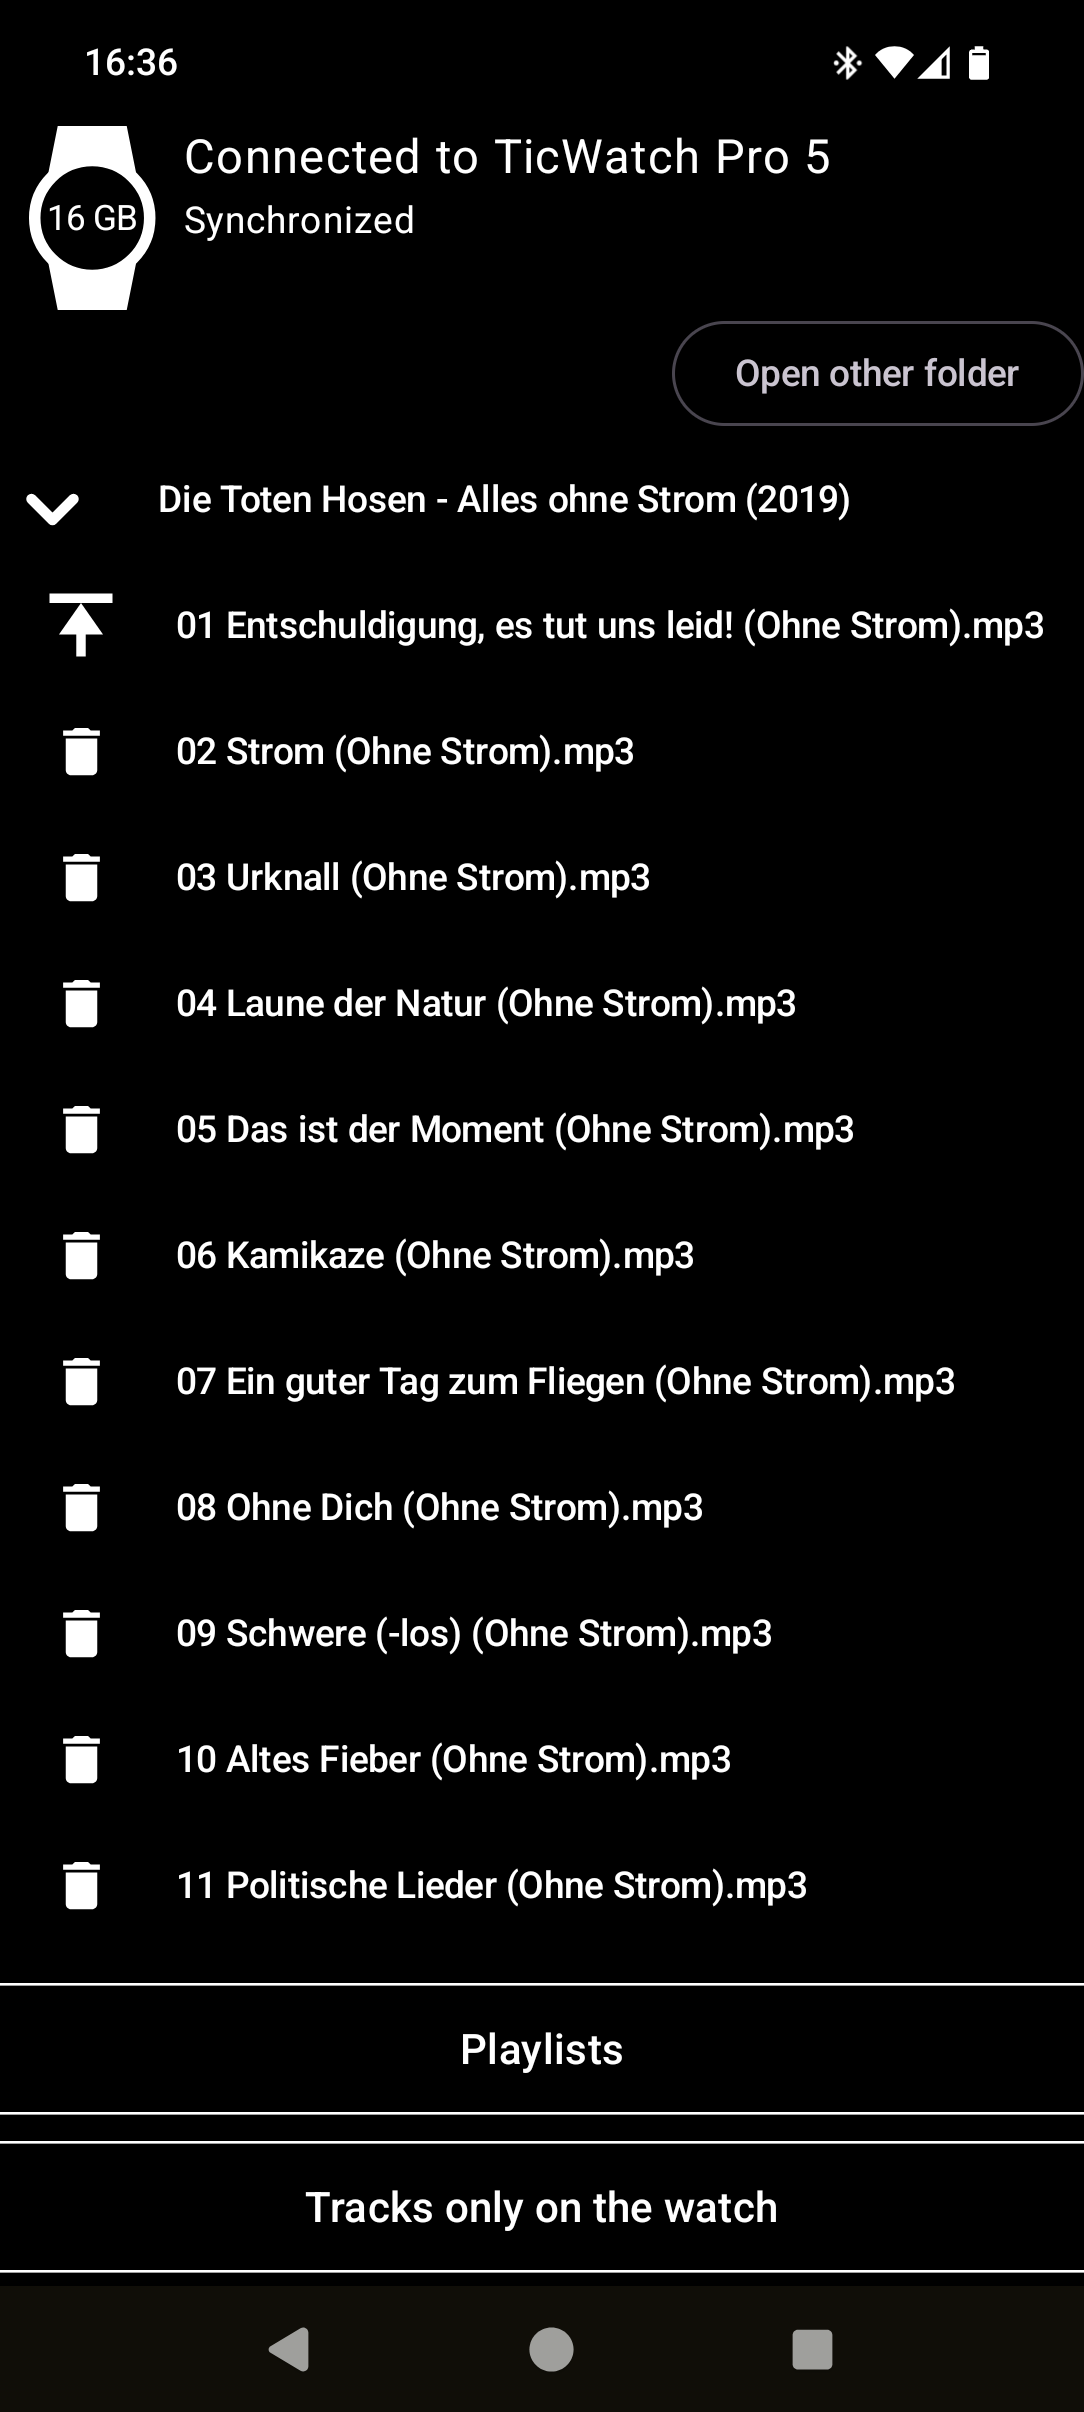 16:36
Connected to TicWatch Pro 5
16 GB
Synchronized
Open other folder
Die Toten Hosen - Alles ohne Strom (2019)
01 Entschuldigung, es tut uns leid! (Ohne Strom).mp3
02 Strom (Ohne Strom).mp3
03 Urknall (Ohne Strom).mp3
04 Laune der Natur (Ohne Strom).mp3
05 Das ist der Moment (Ohne Strom).mp3
06 Kamikaze (Ohne Strom).mp3
07 Ein guter Tag zum Fliegen (Ohne Strom).mp3
08 Ohne Dich (Ohne Strom).mp3
09 Schwere (-los) (Ohne Strom).mp3
10 Altes Fieber (Ohne Strom).mp3
11 Politische Lieder (Ohne Strom).mp3
Playlists
Tracks only on the watch